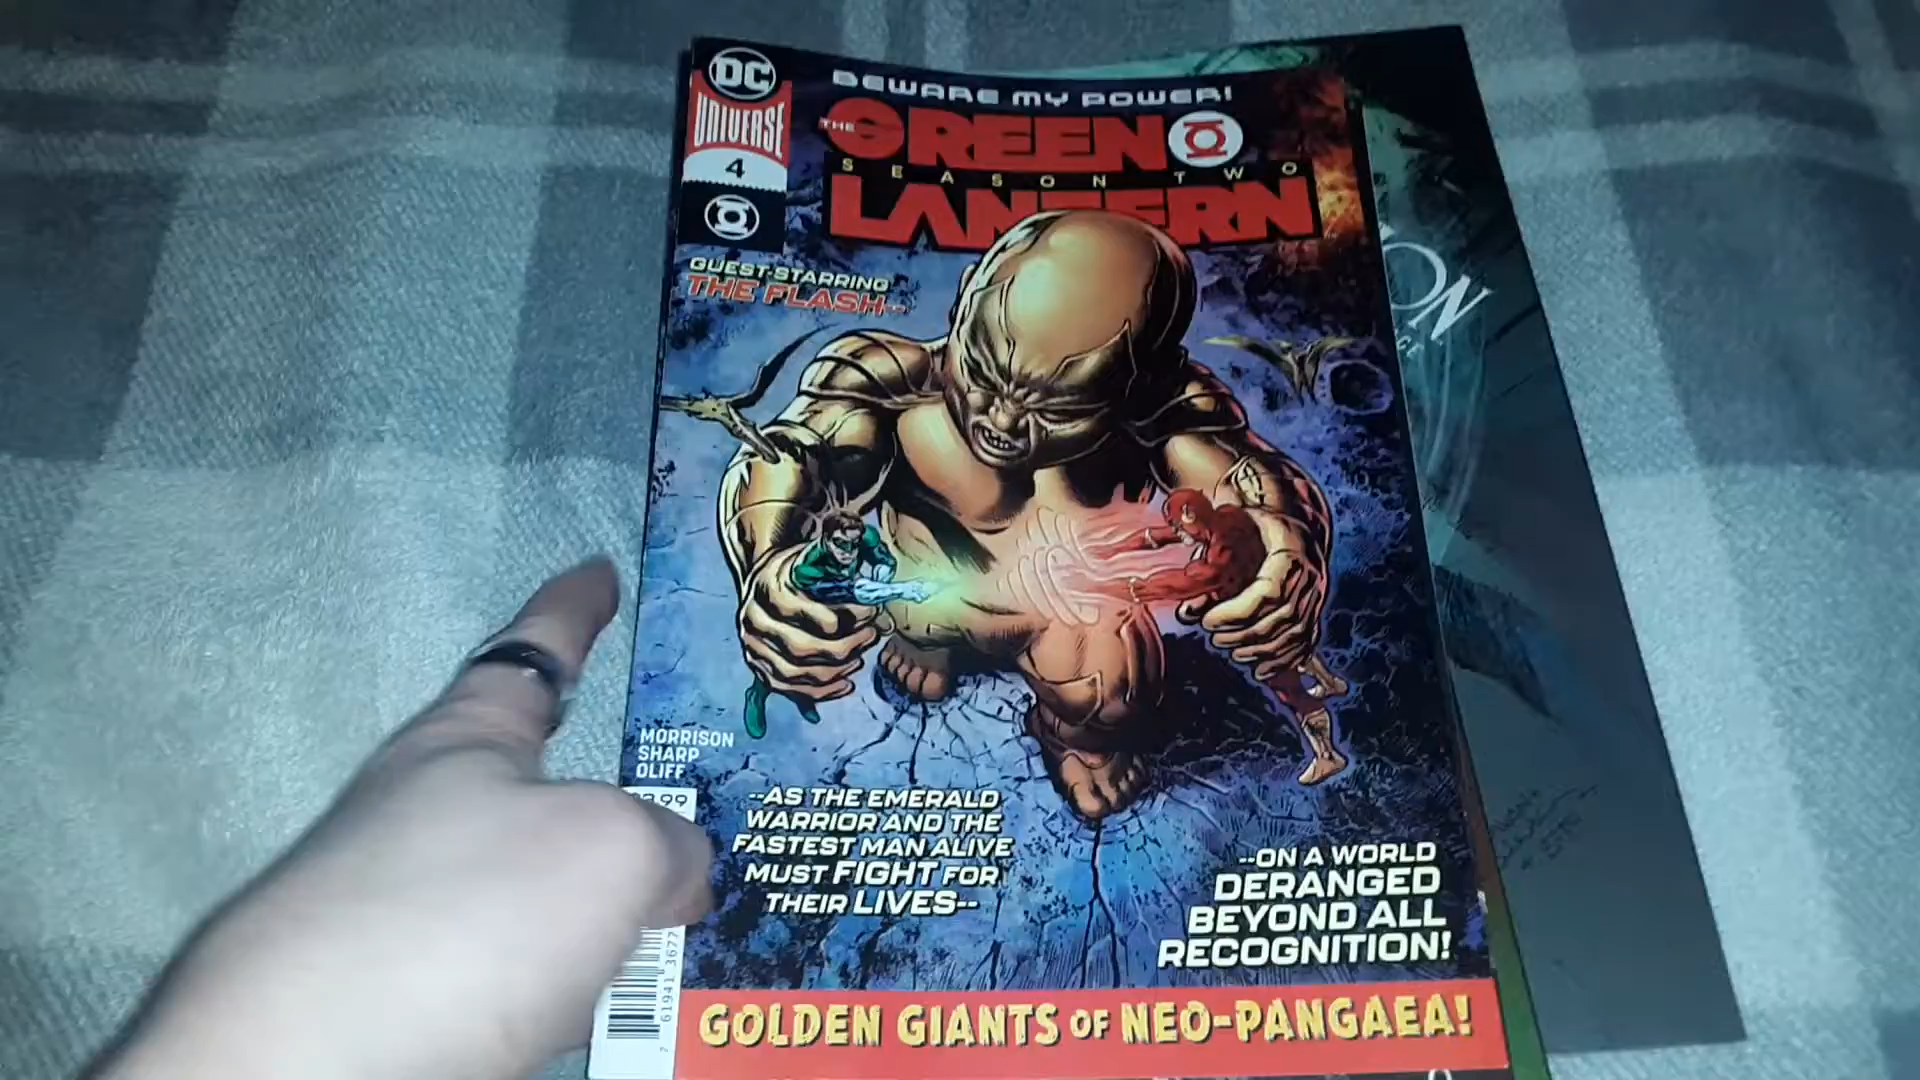 DC
UNIVERSE
4
BEWARE MY POWER!
THE GREEN
SEASON TWO
LANTERN
GUEST-STARRING
THE FLASH--
MORRISON
SHARP
OLIFF
--AS THE EMERALD
WARRIOR AND THE
FASTEST MAN ALIVE
MUST FIGHT FOR
THEIR LIVES--
--ON A WORLD
DERANGED
BEYOND ALL
RECOGNITION!
GOLDEN GIANTS OF NEO-PANGAEA!
7 61941 3677
ON